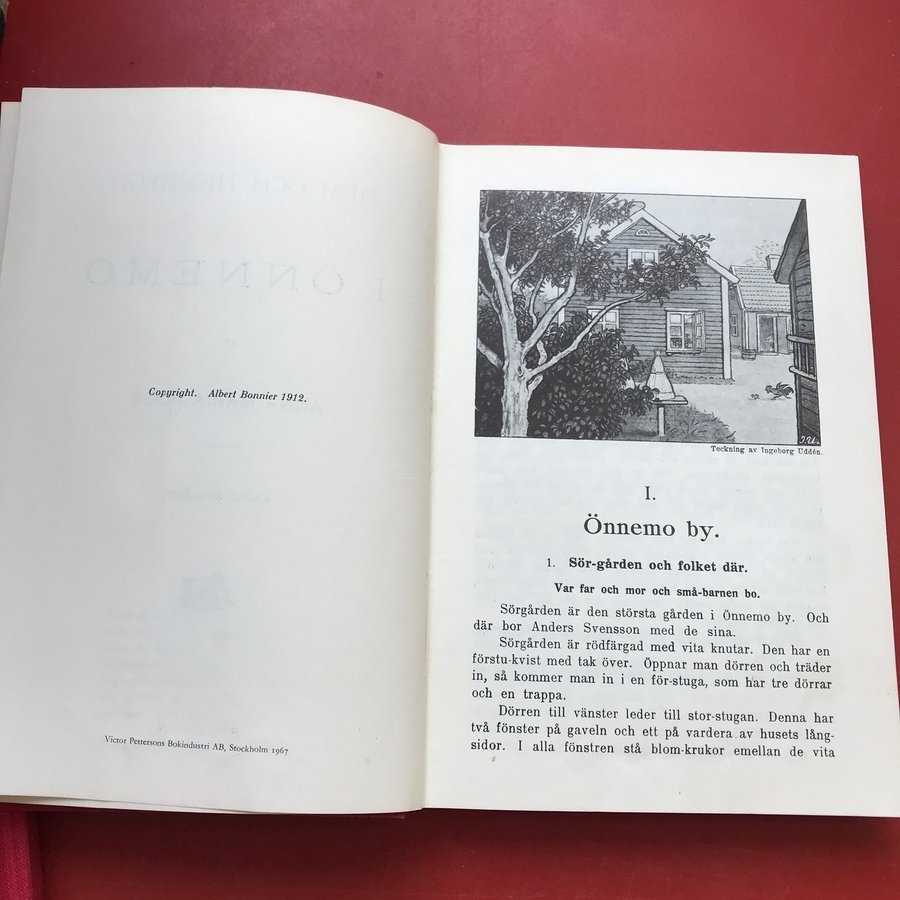 Copyright. Albert Bonnier 1912.
Victor Pettersons Bokindustri AB, Stockholm 1967
I. U.
Teckning av Ingeborg Uddén.
I.
Önnemo by.
1. Sör-gården och folket där.
Var far och mor och små-barnen bo.
Sörgården är den största gården i Önnemo by. Och
där bor Anders Svensson med de sina.
Sörgården är rödfärgad med vita knutar. Den har en
förstu-kvist med tak över. Öppnar man dörren och träder
in, så kommer man in i en för-stuga, som har tre dörrar
och en trappa.
Dörren till vänster leder till stor-stugan. Denna har
två fönster på gaveln och ett på vardera av husets lång-
sidor. I alla fönstren stå blom-krukor emellan de vita